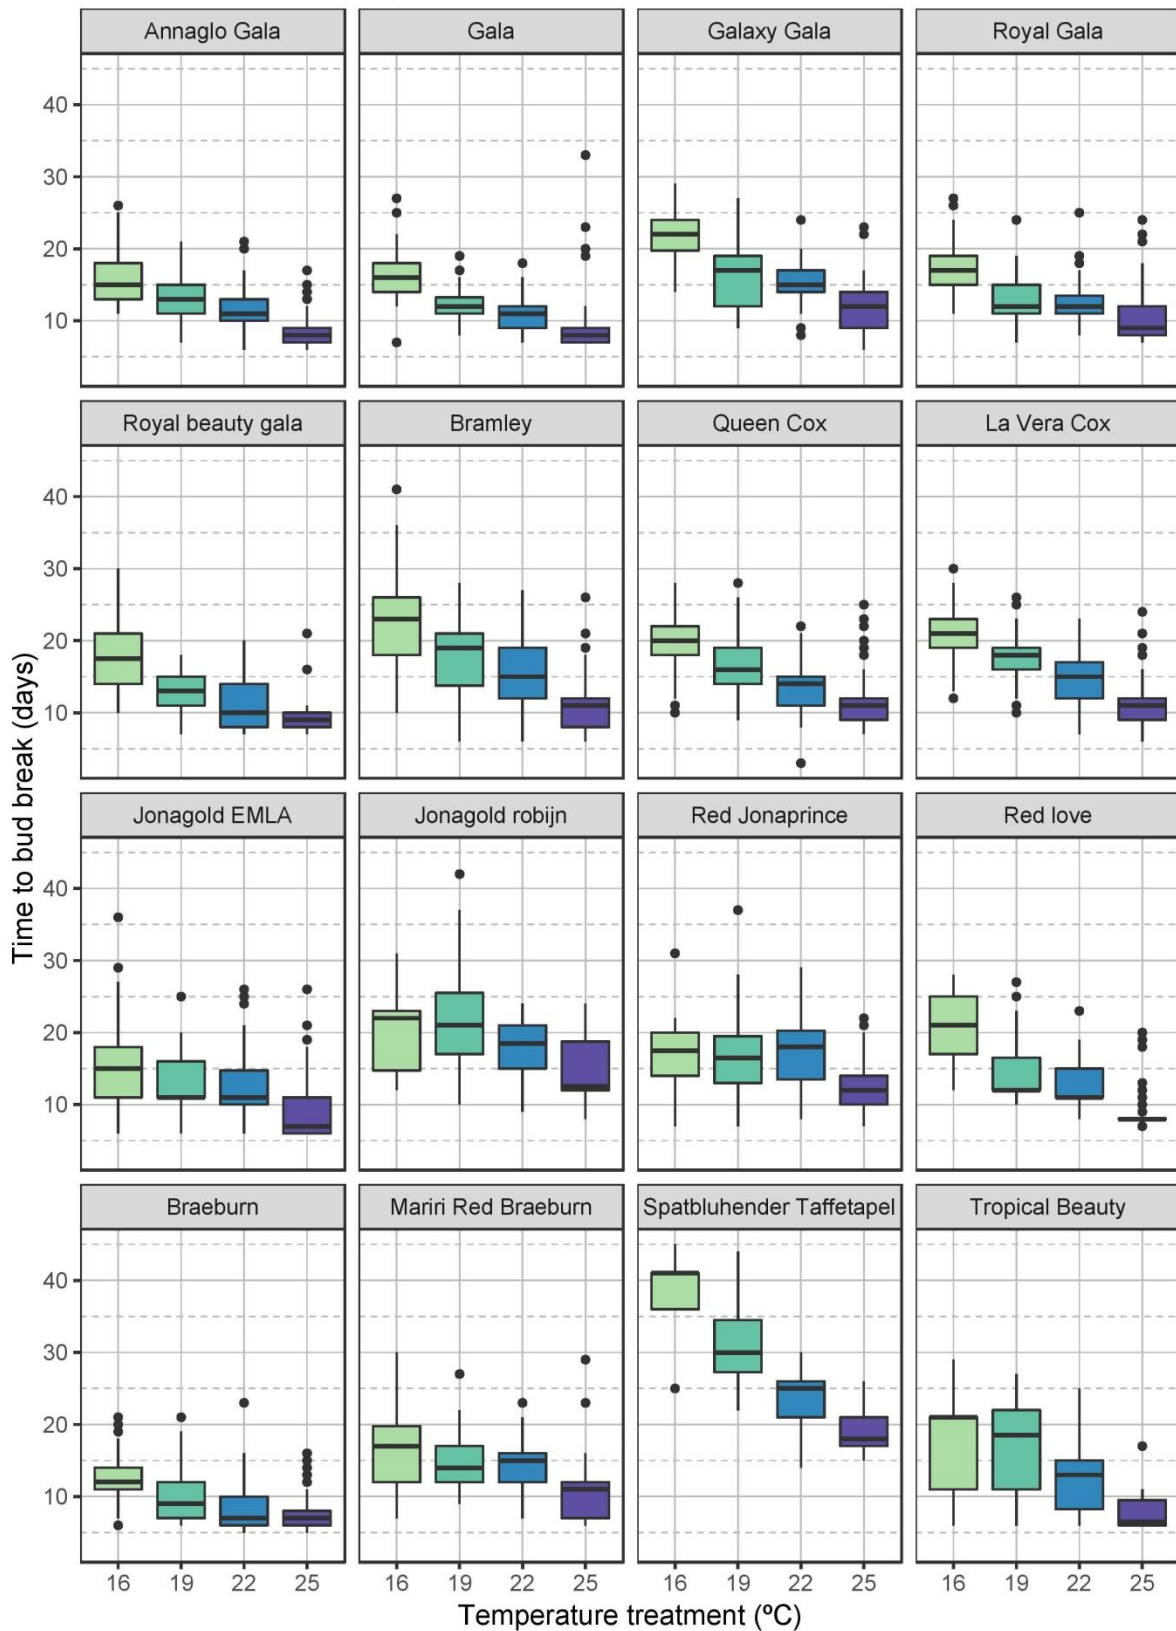 Annaglo Gala Gala Galaxy Gala Royal Gala
40
30
20
10
Royal beauty gala Bramley Queen Cox La Vera Cox
40
30
20
10
Jonagold EMLA Jonagold robijn Red Jonaprince Red love
40
30
20
10
Braeburn Mariri Red Braeburn Spatbluhender Taffetapel Tropical Beauty
40
30
20
10
16 19 22 25 16 19 22 25 16 19 22 25 16 19 22 25
Time to bud break (days)
Temperature treatment (ºC)